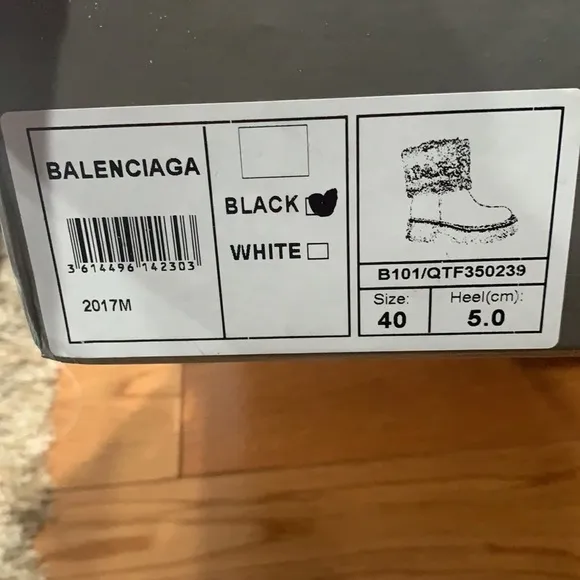 BALENCIAGA
3 614496 142303
2017M
BLACK
WHITE
B101/QTF350239
Size: Heel(cm):
40 5.0